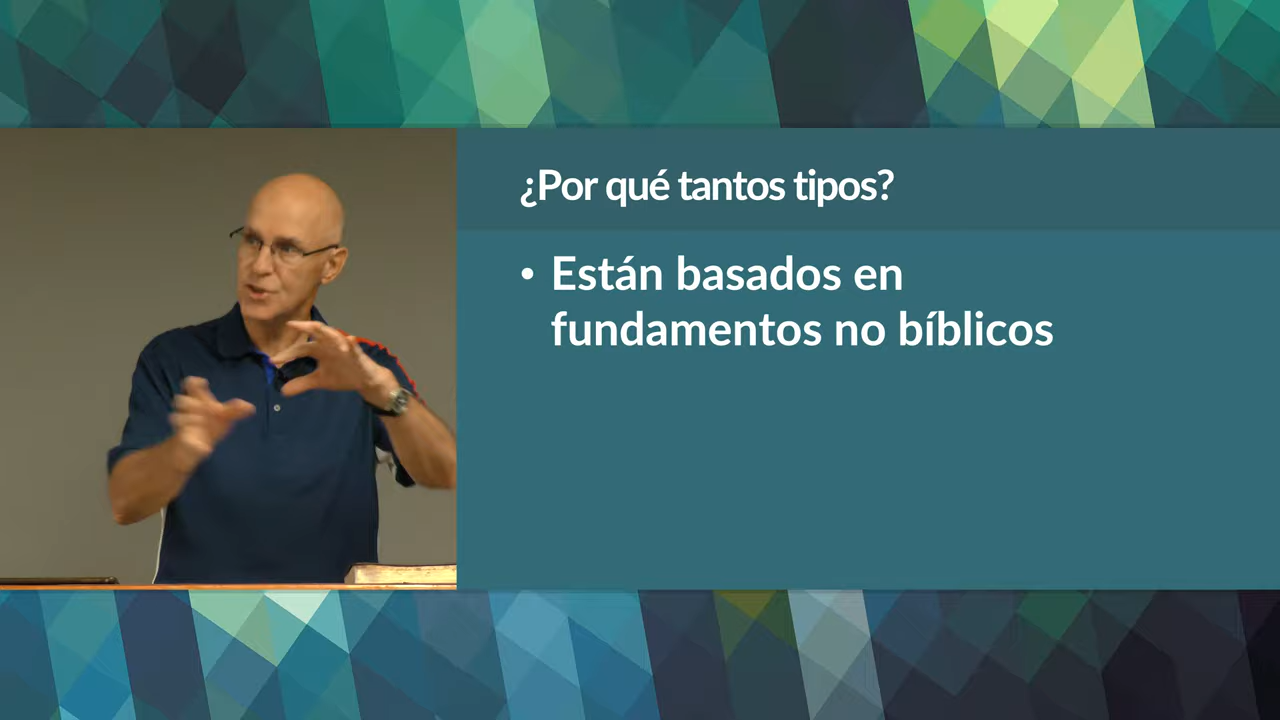 ¿Por qué tantos tipos?
• Están basados en
fundamentos no bíblicos